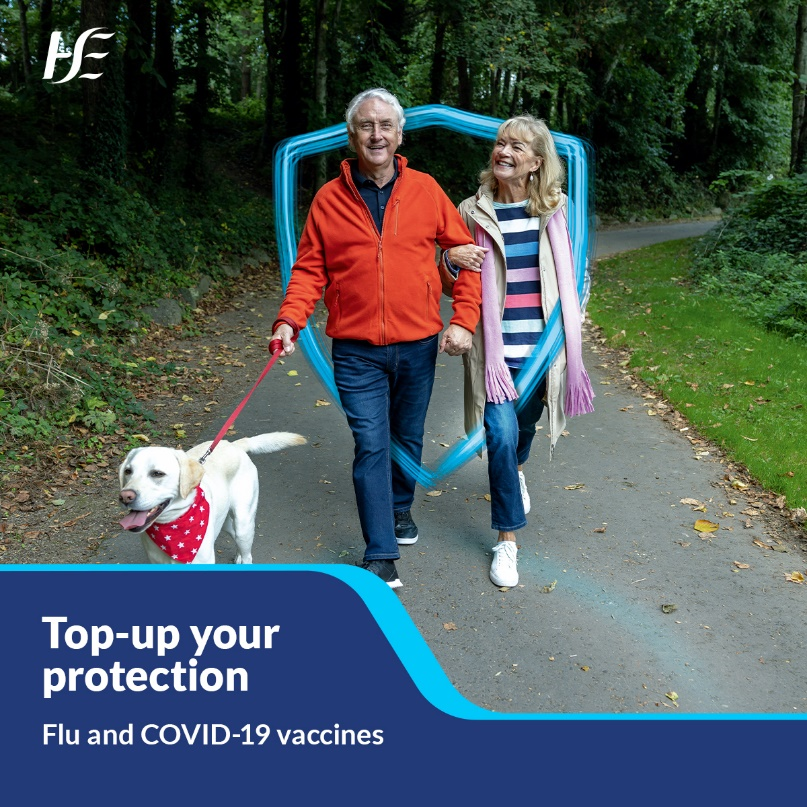 HSE
Top-up your
protection
Flu and COVID-19 vaccines